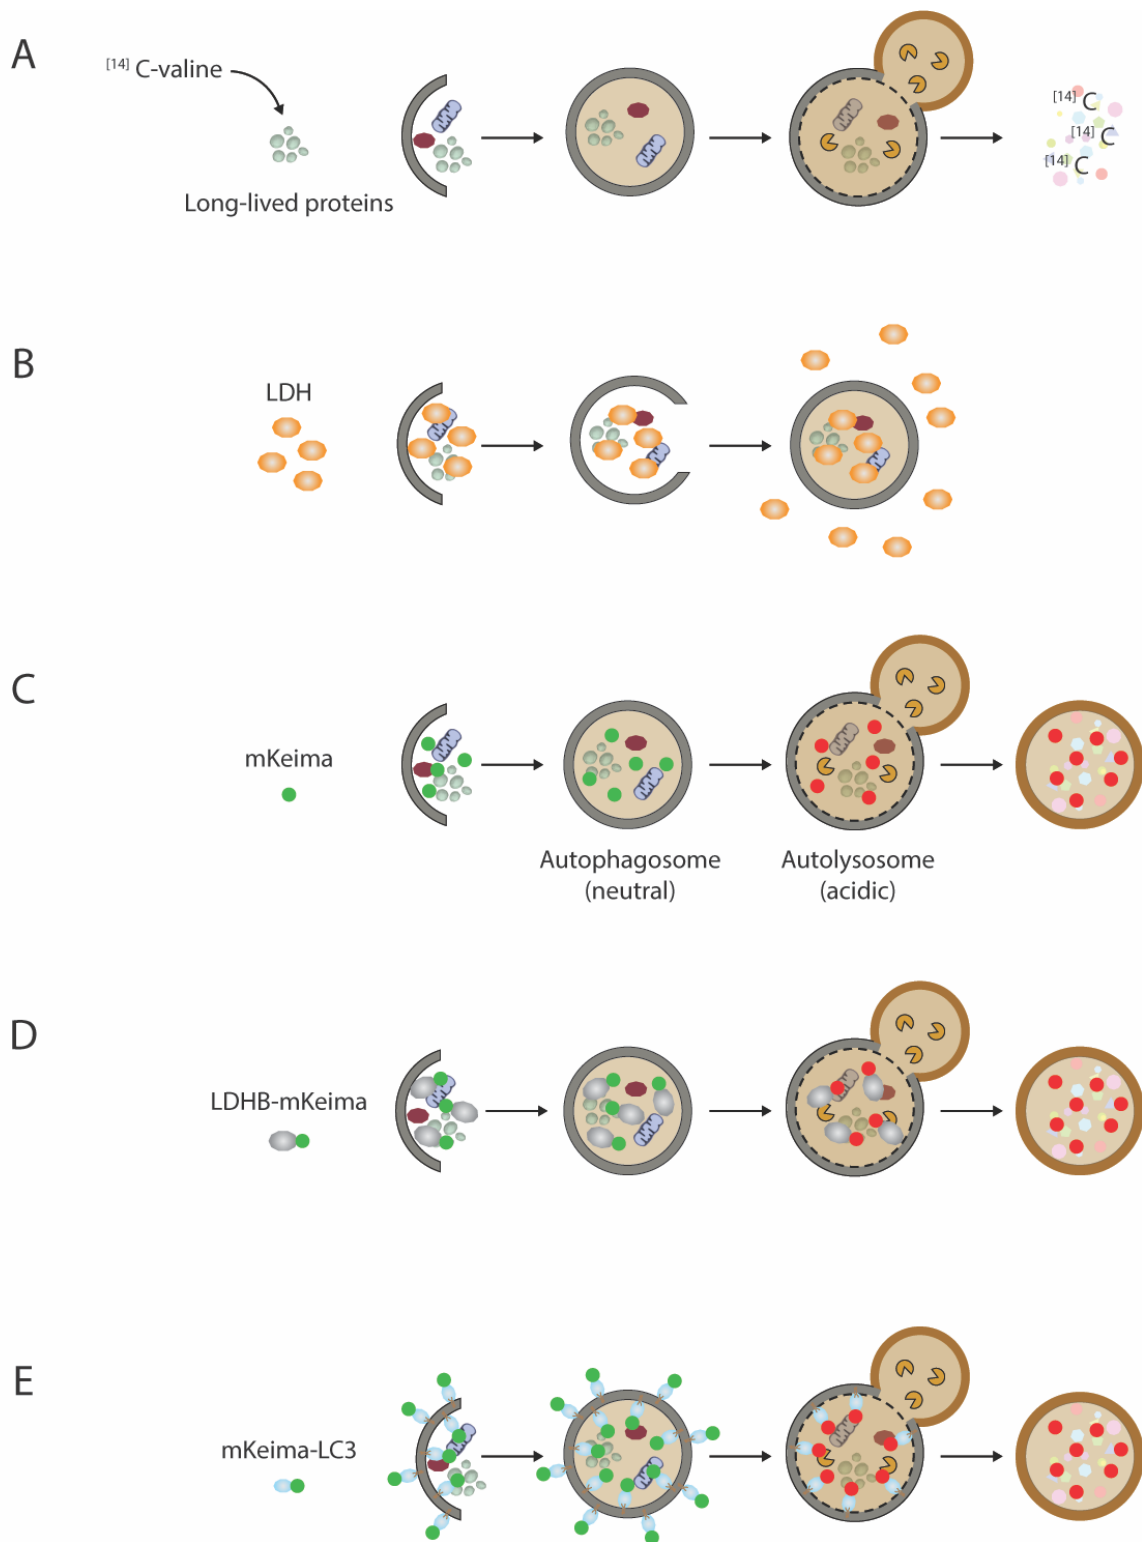 A
[14] C-valine
Long-lived proteins
[14] C
[14] C
[14] C
B
LDH
C
mKeima
Autophagosome
(neutral)
Autolysosome
(acidic)
D
LDHB-mKeima
E
mKeima-LC3